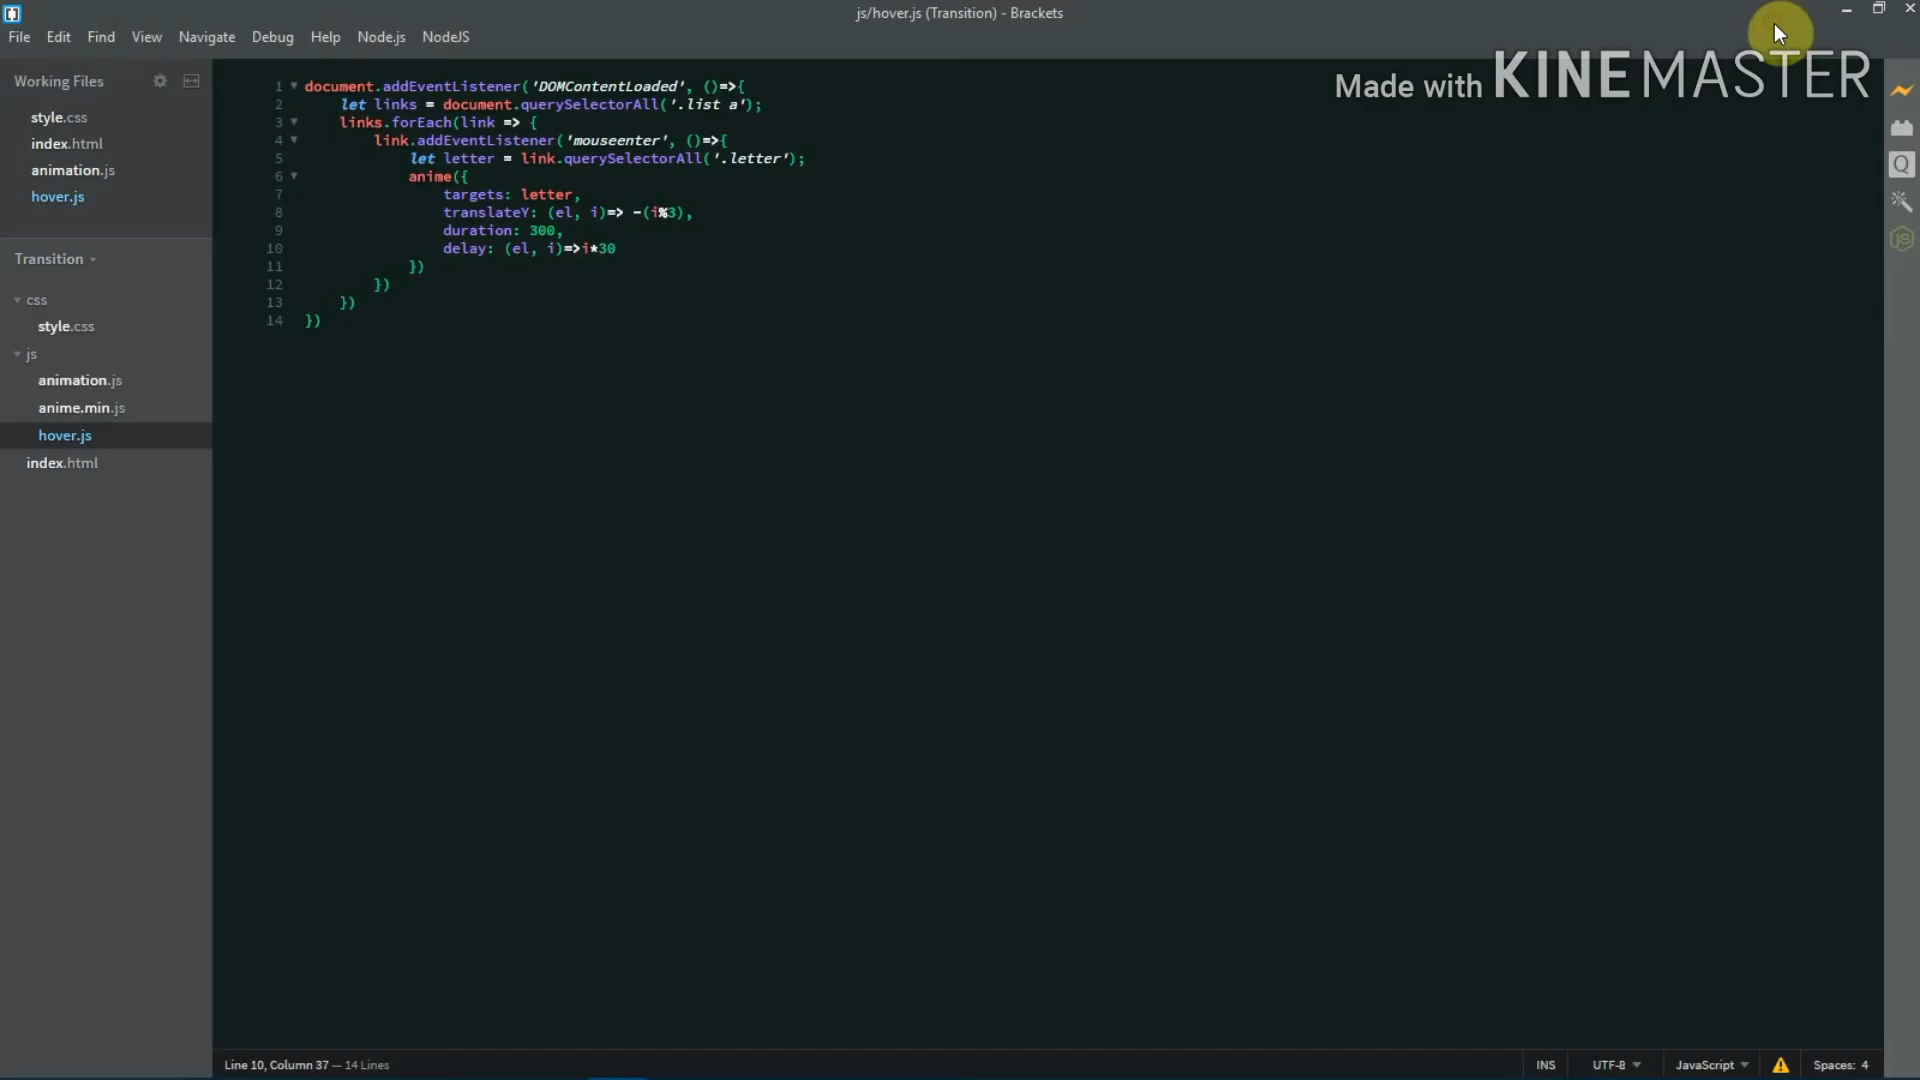 js/hover.js (Transition) - Brackets
File Edit Find View Navigate Debug Help Node.js NodeJS
Made with KINEMASTER
Working Files
style.css
index.html
animation.js
hover.js
Transition
css
style.css
js
animation.js
anime.min.js
hover.js
index.html
1 document.addEventListener('DOMContentLoaded', ()=>{
2 let links = document.querySelectorAll('.list a');
3 links.forEach(link => {
4 link.addEventListener('mouseenter', ()=>{
5 let letter = link.querySelectorAll('.letter');
6 anime({
7 targets: letter,
8 translateY: (el, i)=> -(i%3),
9 duration: 300,
10 delay: (el, i)=>i*30
11 })
12 })
13 })
14 })
Q
JS
Line 10, Column 37 — 14 Lines
INS UTF-8 JavaScript Spaces: 4